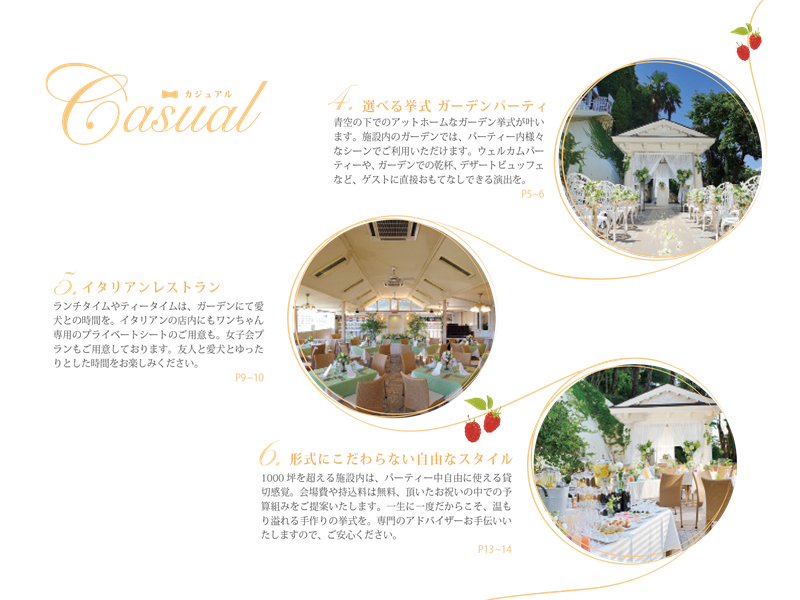 Casual
カジュアル
4. 選べる挙式 ガーデンパーティ
青空の下でのアットホームなガーデン挙式が叶い
ます。施設内のガーデンでは、パーティー内様々
なシーンでご利用いただけます。ウェルカムパー
ティーや、ガーデンでの乾杯、デザートビュッフェ
など、ゲストに直接おもてなしできる演出を。
P5~6
5. イタリアンレストラン
ランチタイムやティータイムは、ガーデンにて愛
犬との時間を。イタリアンの店内にもワンちゃん
専用のプライベートシートのご用意も。女子会プ
ランもご用意しております。友人と愛犬とゆった
りとした時間をお楽しみください。
P9~10
6. 形式にこだわらない自由なスタイル
1000 坪を超える施設内は、パーティー中自由に使える貸
切感覚。会場費や持込料は無料、頂いたお祝いの中での予
算組みをご提案いたします。一生に一度だからこそ、温も
り溢れる手作りの挙式を。専門のアドバイザーお手伝いい
たしますので、ご安心ください。
P13~14